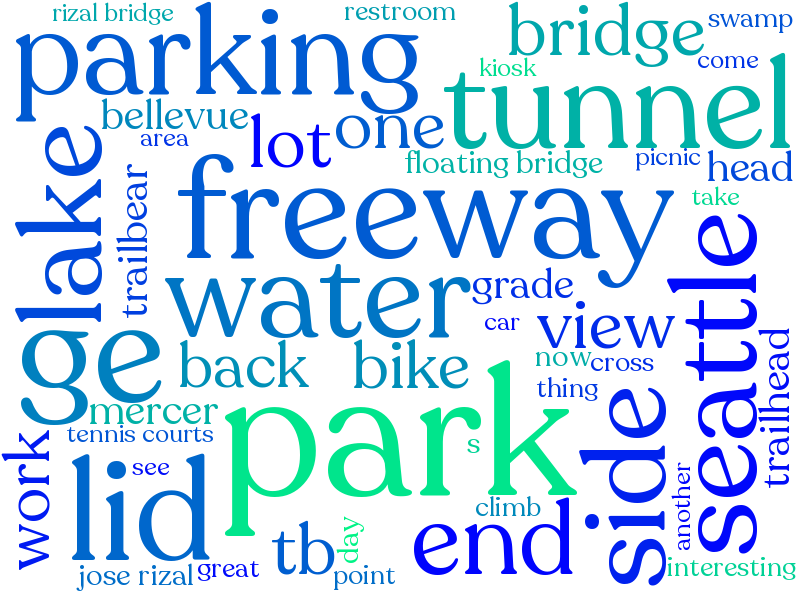 rizal bridge
restroom
parking
bridge
swamp
kiosk
come
bellevue
area
lot
one
tunnel
floating bridge
picnic
head
lake
trailbear
freeway
take
water
grade
seattle
ge
car
view
back
bike
now
cross
thing
trailhead
mercer
tennis courts
park
s
side
work
lid
see
another
climb
tb
day
end
jose rizal
great
point
interesting